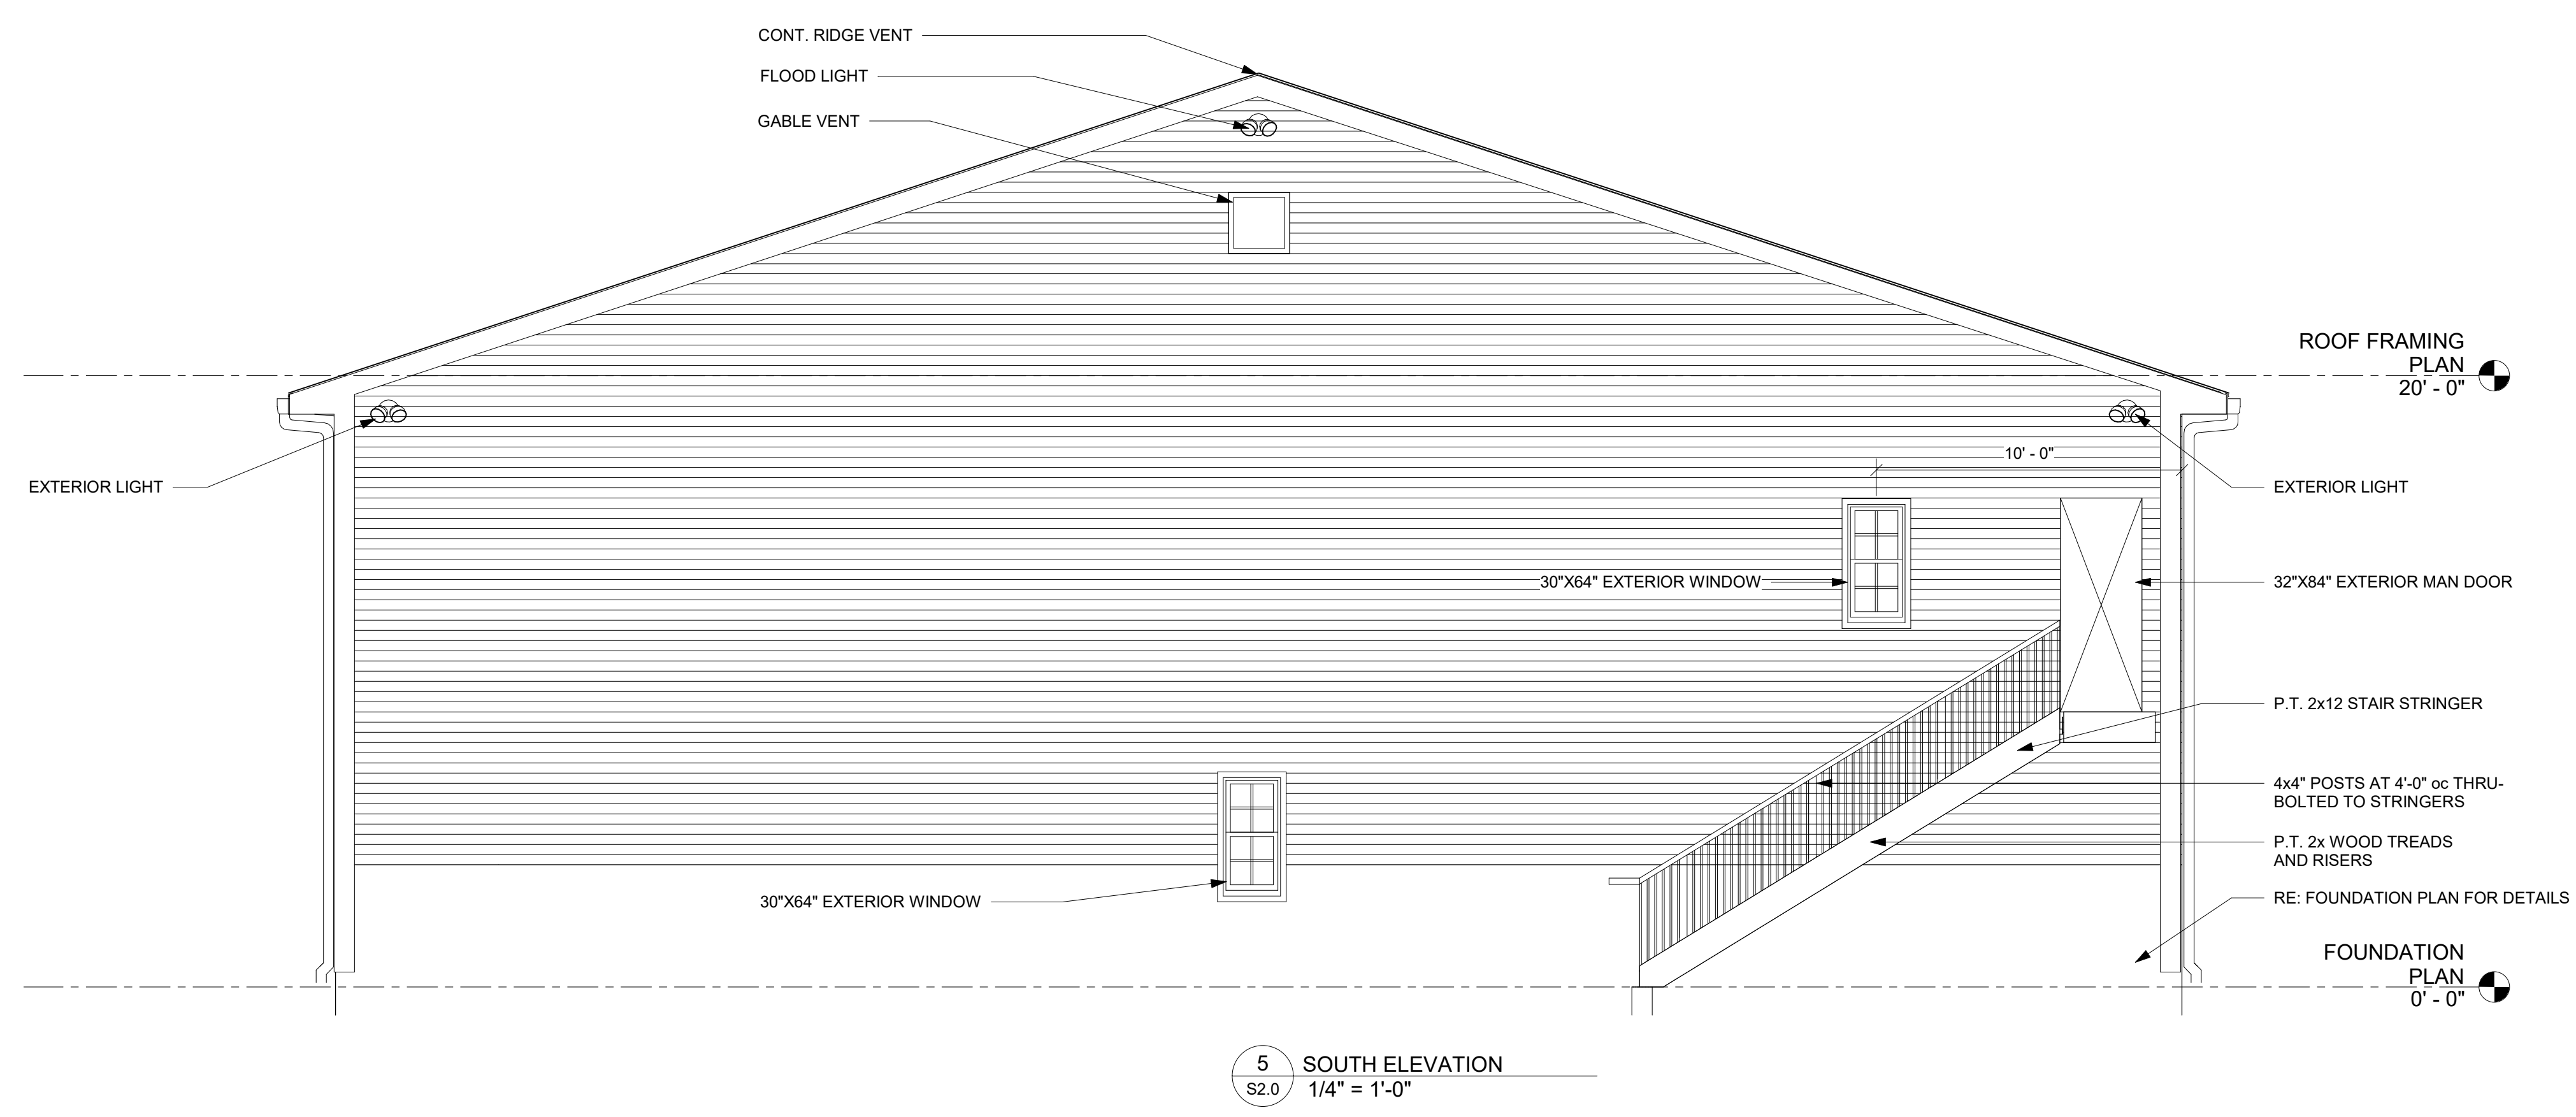 CONT. RIDGE VENT
FLOOD LIGHT
GABLE VENT
ROOF FRAMING
PLAN
20' - 0"
10' - 0"
EXTERIOR LIGHT
EXTERIOR LIGHT
30"X64" EXTERIOR WINDOW
32"X84" EXTERIOR MAN DOOR
P.T. 2x12 STAIR STRINGER
4x4" POSTS AT 4'-0" oc THRU-
BOLTED TO STRINGERS
P.T. 2x WOOD TREADS
AND RISERS
30"X64" EXTERIOR WINDOW
RE: FOUNDATION PLAN FOR DETAILS
FOUNDATION
PLAN
0' - 0"
5
SOUTH ELEVATION
S2.0
1/4" = 1'-0"